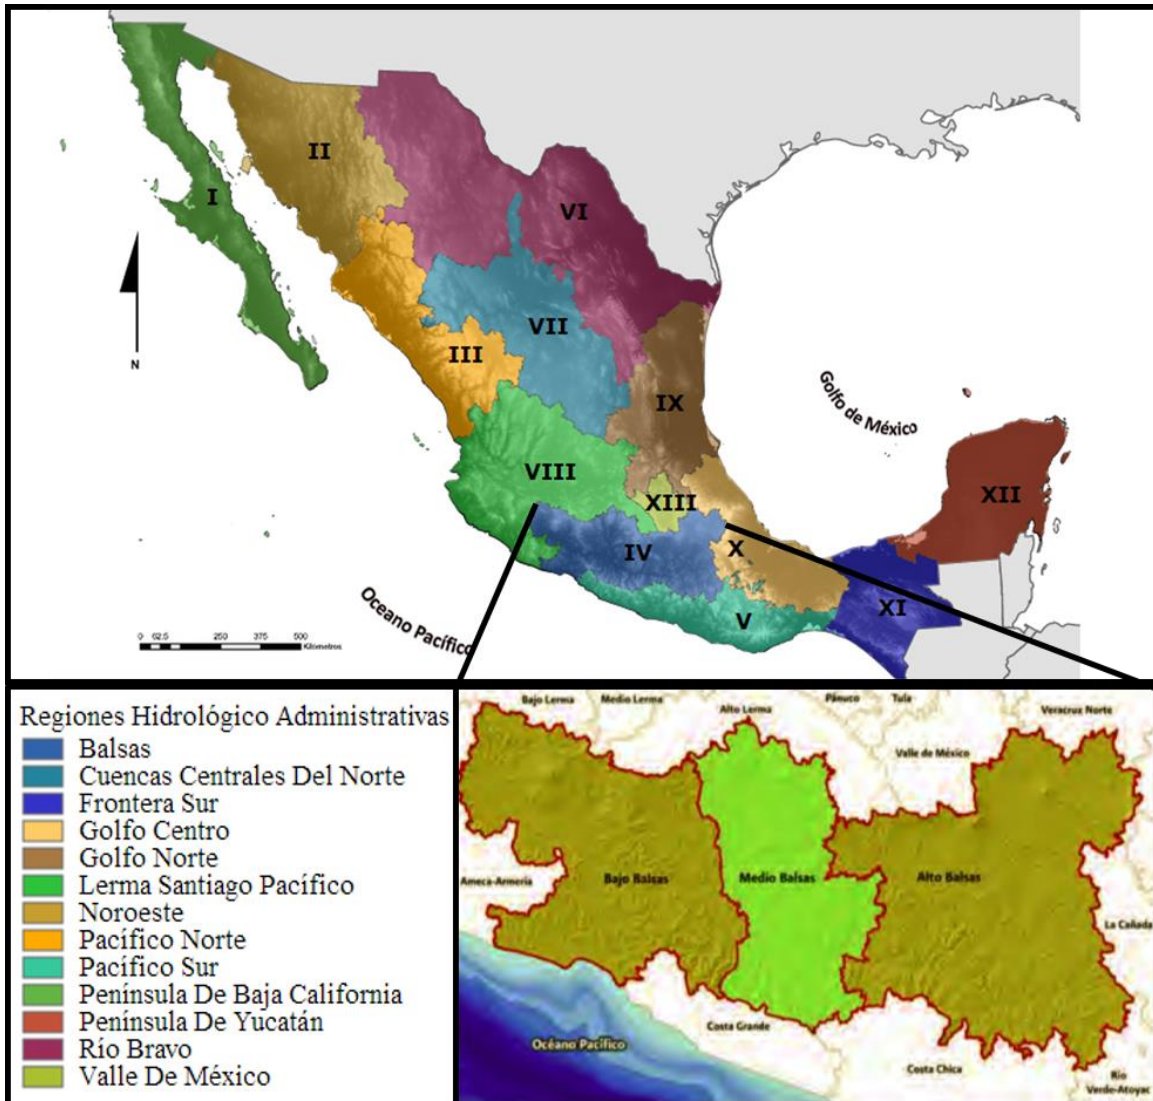 II
I
VI
VII
III
N
Golfo de México
IX
VIII
XIII
XII
IV
X
XI
V
Oceano Pacífico
0 62.5 250 375 500
Kilometros
Regiones Hidrológico Administrativas
Balsas
Cuencas Centrales Del Norte
Frontera Sur
Golfo Centro
Golfo Norte
Lerma Santiago Pacífico
Noroeste
Pacífico Norte
Pacífico Sur
Península De Baja California
Península De Yucatán
Río Bravo
Valle De México
Bajo Lerma
Medio Lerma
Alto Lerma
Pánuco
Tula
Veracruz Norte
Valle de México
Ameca-Armería
Bajo Balsas
Medio Balsas
Alto Balsas
La Cañada
Costa Grande
Océano Pacífico
Costa Chica
Río
Verde-Atoyac